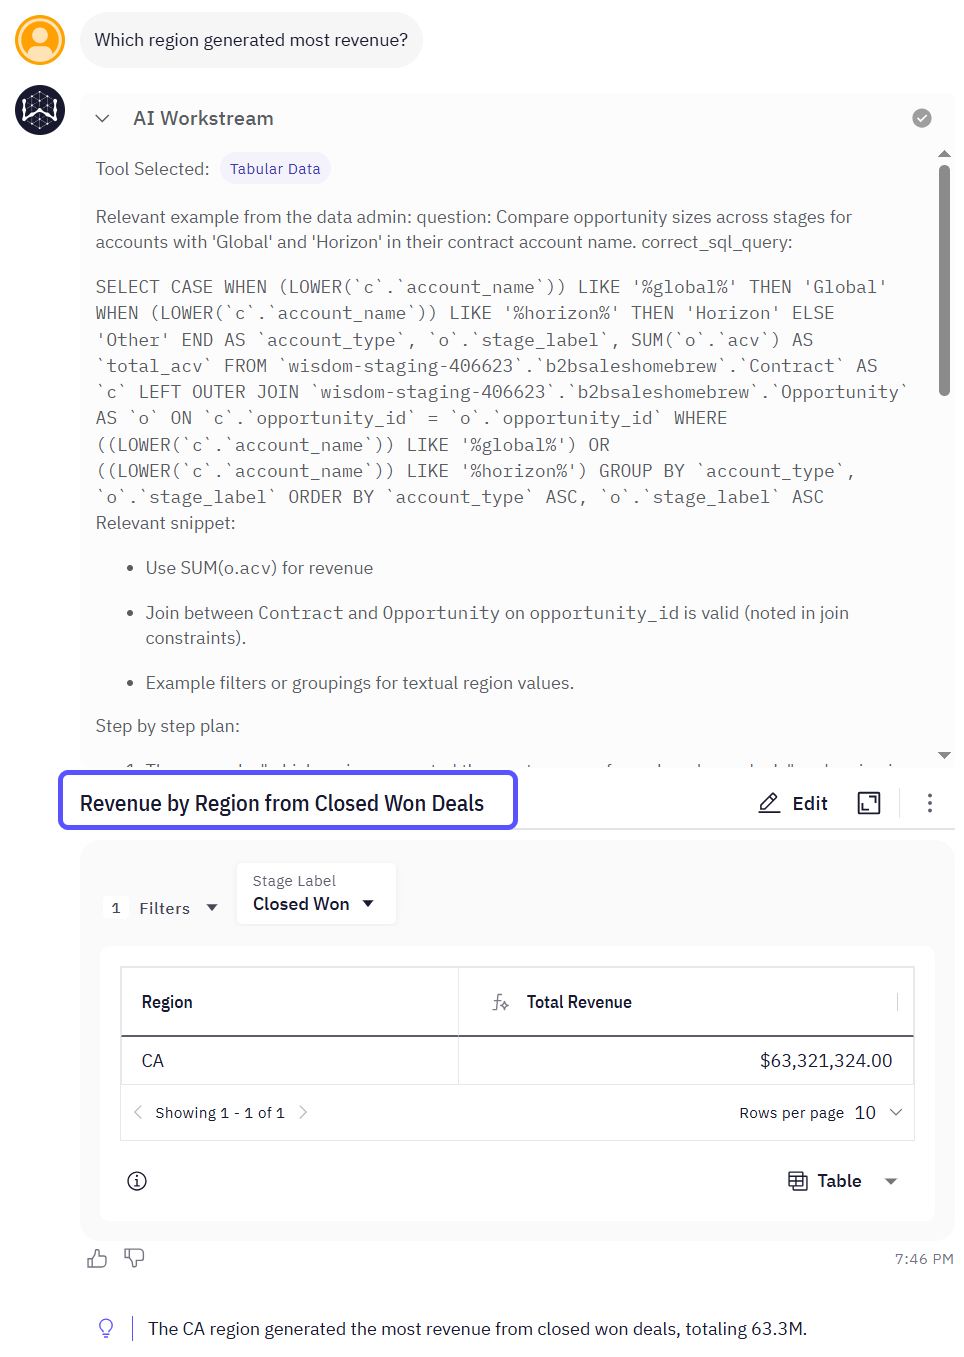 Which region generated most revenue?
AI Workstream
Tool Selected: Tabular Data
Relevant example from the data admin: question: Compare opportunity sizes across stages for
accounts with 'Global' and 'Horizon' in their contract account name. correct_sql_query:
SELECT CASE WHEN (LOWER(`c`.`account_name`)) LIKE '%global%' THEN 'Global'
WHEN (LOWER(`c`.`account_name`)) LIKE '%horizon%' THEN 'Horizon' ELSE
'Other' END AS `account_type`, `o`.`stage_label`, SUM(`o`.`acv`) AS
`total_acv` FROM `wisdom-staging-406623`.`b2bsaleshomebrew`.`Contract` AS
`c` LEFT OUTER JOIN `wisdom-staging-406623`.`b2bsaleshomebrew`.`Opportunity`
AS `o` ON `c`.`opportunity_id` = `o`.`opportunity_id` WHERE
((LOWER(`c`.`account_name`)) LIKE '%global%') OR
((LOWER(`c`.`account_name`)) LIKE '%horizon%') GROUP BY `account_type`,
`o`.`stage_label` ORDER BY `account_type` ASC, `o`.`stage_label` ASC
Relevant snippet:
• Use SUM(o.acv) for revenue
• Join between Contract and Opportunity on opportunity_id is valid (noted in join
constraints).
• Example filters or groupings for textual region values.
Step by step plan:
Revenue by Region from Closed Won Deals
Edit
Stage Label
1 Filters
Closed Won
Region
Total Revenue
CA
$63,321,324.00
Showing 1 - 1 of 1
Rows per page 10
Table
7:46 PM
The CA region generated the most revenue from closed won deals, totaling 63.3M.